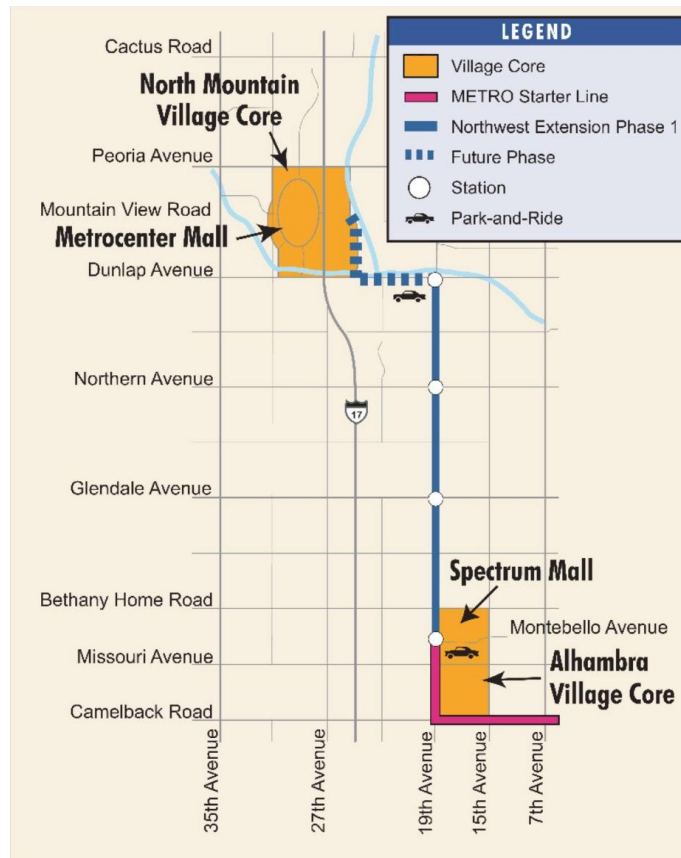 LEGEND
Village Core
METRO Starter Line
Northwest Extension Phase 1
Future Phase
Station
Park-and-Ride
Cactus Road
North Mountain
Village Core
Peoria Avenue
Mountain View Road
Metrocenter Mall
Dunlap Avenue
Northern Avenue
17
Glendale Avenue
Spectrum Mall
Bethany Home Road
Montebello Avenue
Missouri Avenue
Alhambra
Village Core
Camelback Road
35th Avenue
27th Avenue
19th Avenue
15th Avenue
7th Avenue